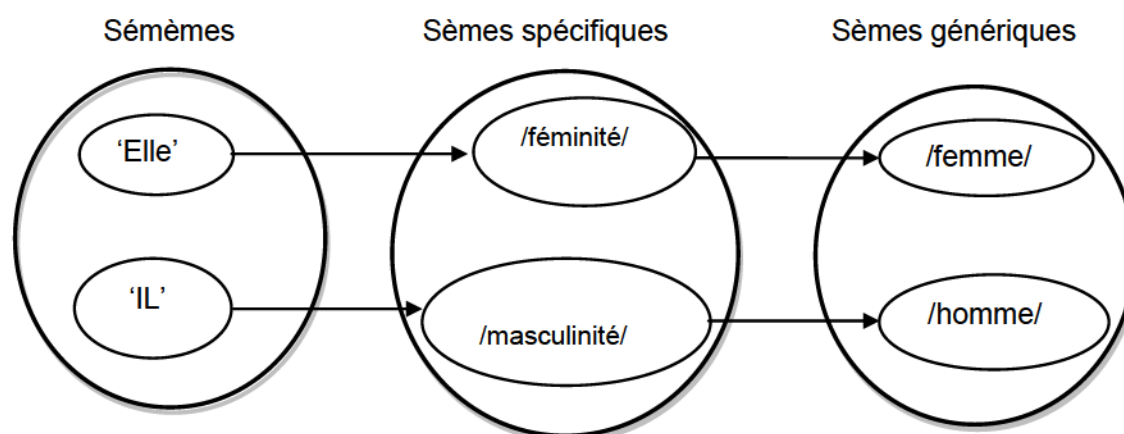 Sémèmes
Sèmes spécifiques
Sèmes génériques
‘Elle’
/féminité/
/femme/
‘IL’
/masculinité/
/homme/